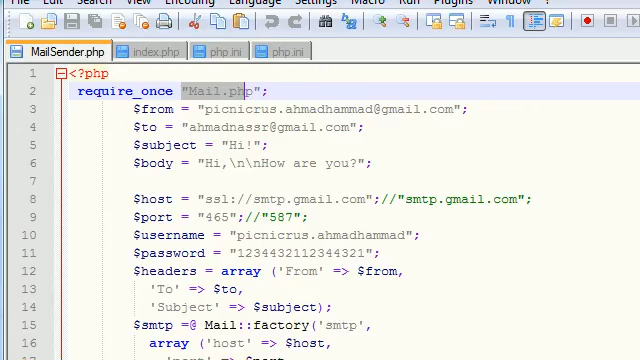 File Edit Search View Encoding Language Settings Macro Run
MailSender.php index.php php.ini php.ini
1 <?php
2 require_once "Mail.php";
3 $from = "picnicrus.ahmadhammad@gmail.com";
4 $to = "ahmadnassr@gmail.com";
5 $subject = "Hi!";
6 $body = "Hi,\n\nHow are you?";
7
8 $host = "ssl://smtp.gmail.com";//"smtp.gmail.com";
9 $port = "465";//"587";
10 $username = "picnicrus.ahmadhammad";
11 $password = "1234432112344321";
12 $headers = array ('From' => $from,
13 'To' => $to,
14 'Subject' => $subject);
15 $smtp =@ Mail::factory('smtp',
16 array ('host' => $host,
'port' => $port,